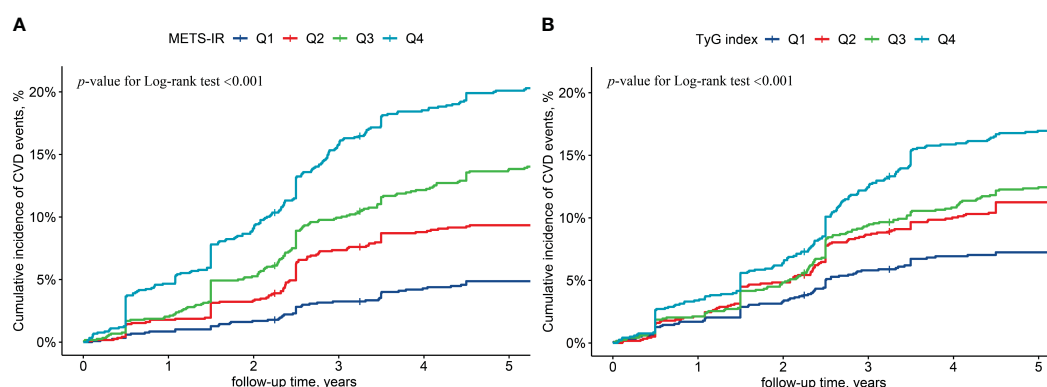 A
METS-IR Q1 Q2 Q3 Q4
p-value for Log-rank test <0.001
Cumulative incidence of CVD events, %
20%
15%
10%
5%
0%
0 1 2 3 4 5
follow-up time, years
B
TyG index Q1 Q2 Q3 Q4
p-value for Log-rank test <0.001
Cumulative incidence of CVD events, %
20%
15%
10%
5%
0%
0 1 2 3 4 5
follow-up time, years